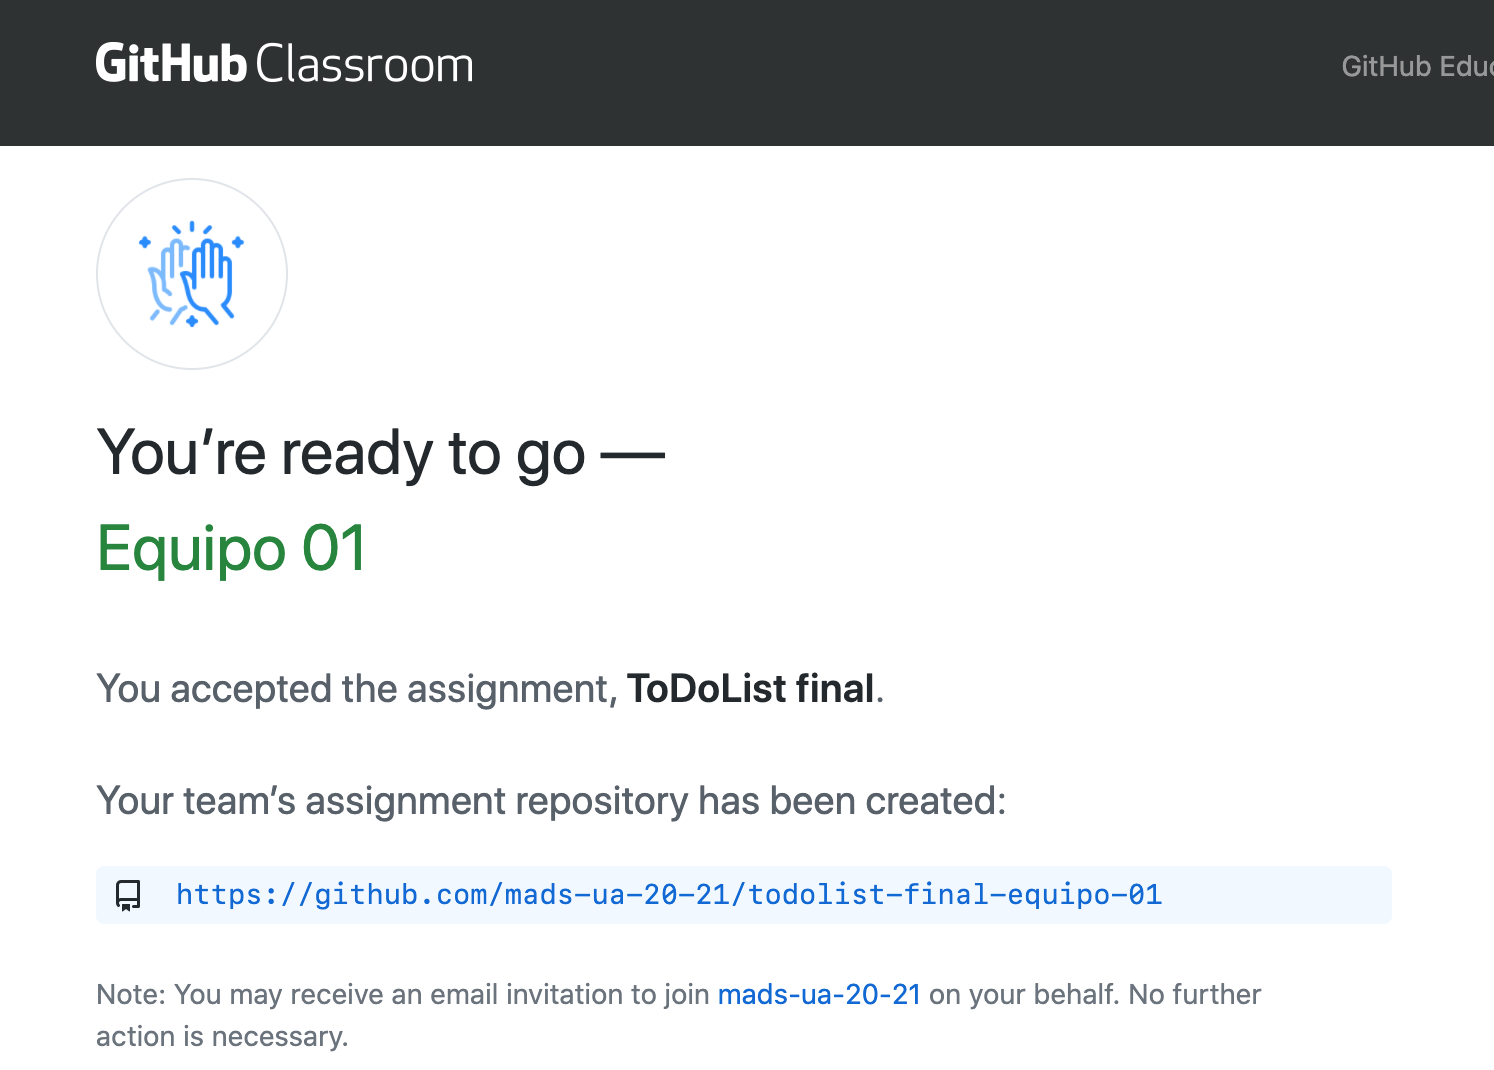 GitHub Classroom
GitHub Educ
You’re ready to go —
Equipo 01
You accepted the assignment, ToDoList final.
Your team’s assignment repository has been created:
https://github.com/mads-ua-20-21/todolist-final-equipo-01
Note: You may receive an email invitation to join mads-ua-20-21 on your behalf. No further
action is necessary.